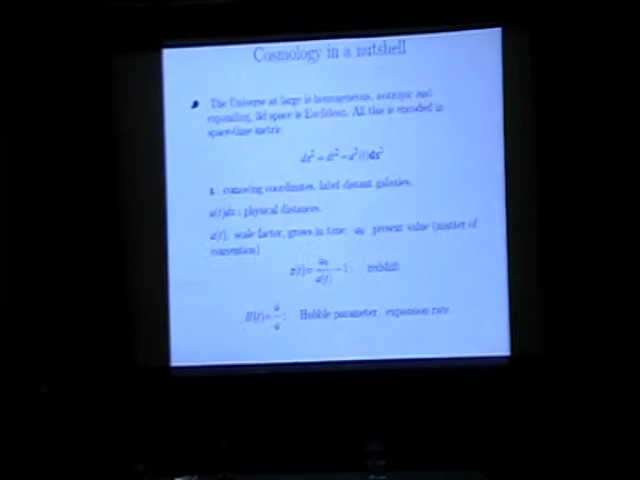 Cosmology in a nutshell
• The Universe at large is homogeneous, isotropic and
expanding, 3d space is Euclidean. All this is encoded in
space-time metric
ds² = dt² − a²(t)dx²
x : comoving coordinates, label distant galaxies.
a(t)dx : physical distances.
a(t): scale factor, grows in time; a₀: present value (matter of
convention)
z(t) = a₀/a(t) − 1 : redshift
H(t) = ȧ/a : Hubble parameter, expansion rate